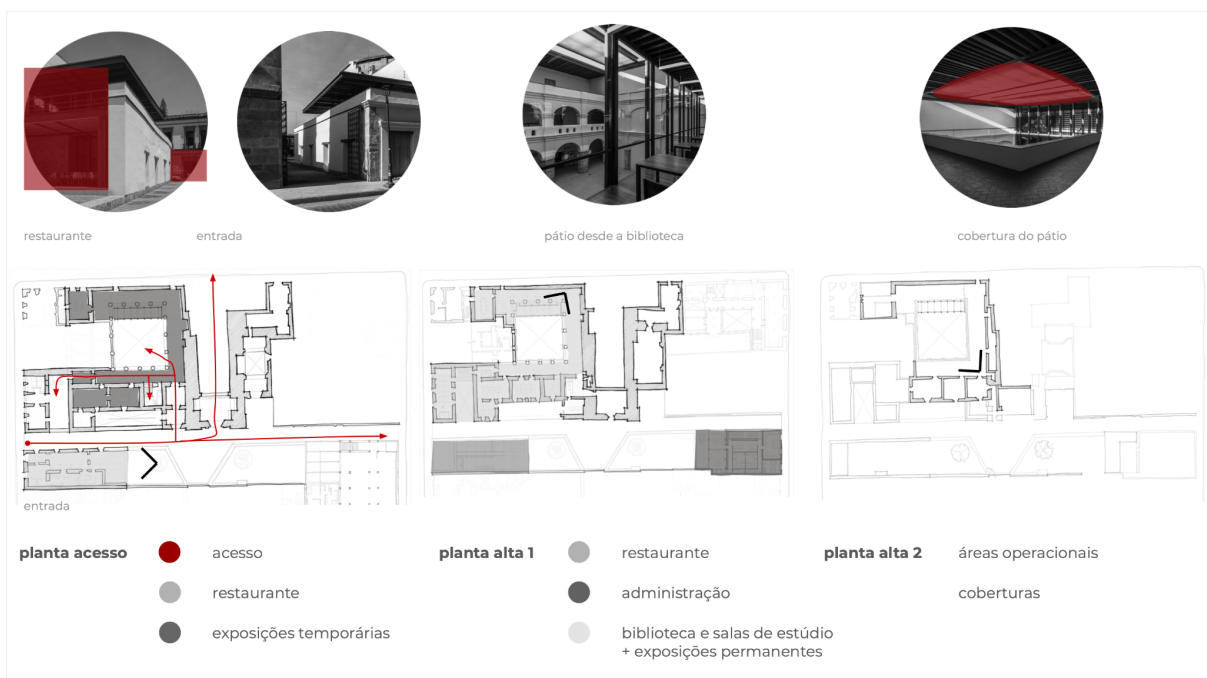 restaurante
entrada
pátio desde a biblioteca
cobertura do pátio
entrada
planta acesso
acesso
restaurante
exposições temporárias
planta alta 1
restaurante
administração
biblioteca e salas de estúdio
+ exposições permanentes
planta alta 2
áreas operacionais
coberturas